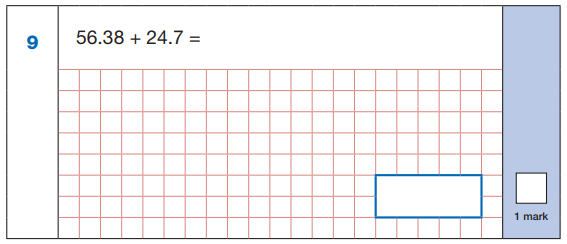 9
56.38 + 24.7 =
1 mark